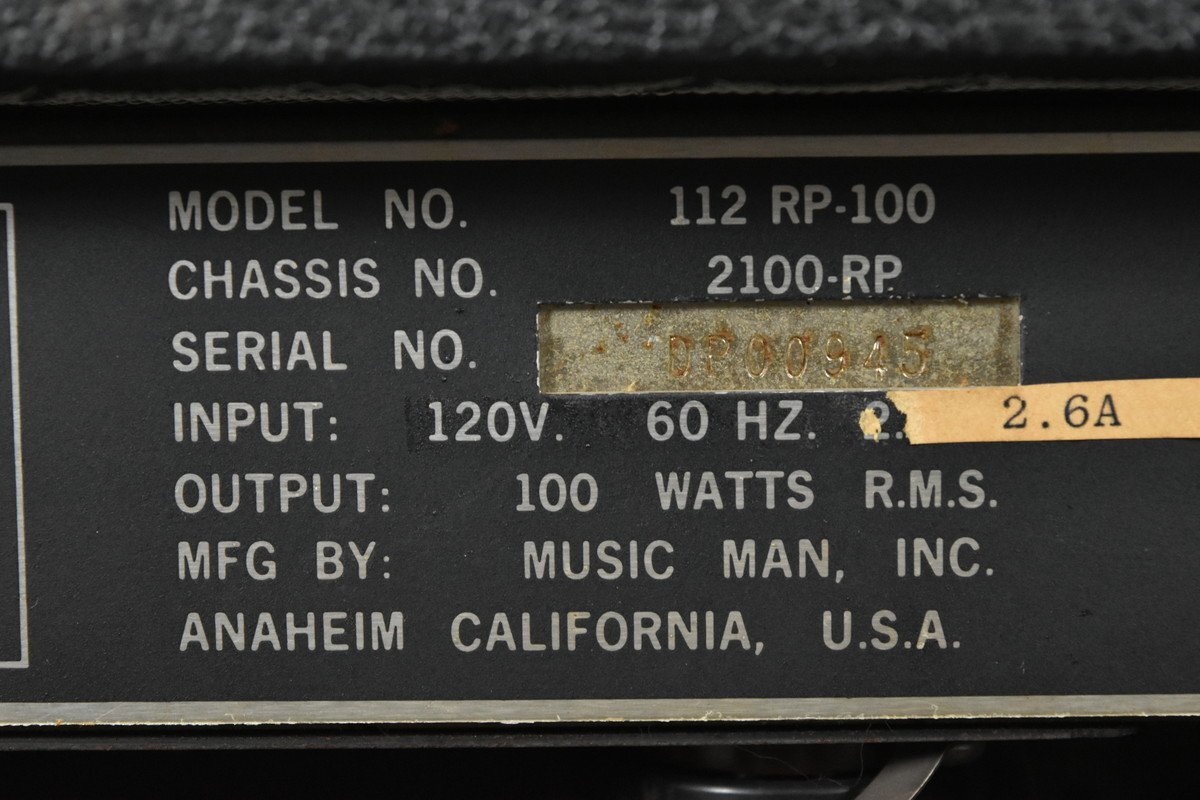 MODEL NO. 112 RP-100
CHASSIS NO. 2100-RP
SERIAL NO. DP00945
INPUT: 120V. 60 HZ. 2. 2.6A
OUTPUT: 100 WATTS R.M.S.
MFG BY: MUSIC MAN, INC.
ANAHEIM CALIFORNIA, U.S.A.